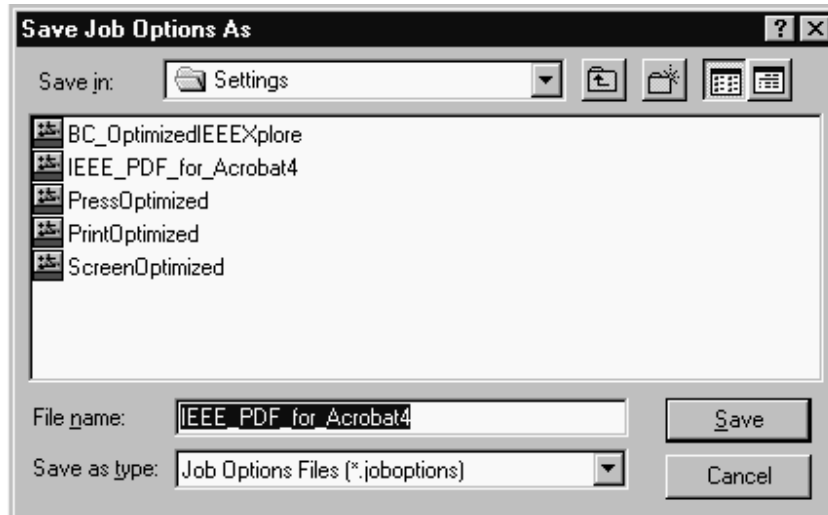 Save Job Options As
Save in: Settings
BC_OptimizedIEEEXplore
IEEE_PDF_for_Acrobat4
PressOptimized
PrintOptimized
ScreenOptimized
File name: IEEE_PDF_for_Acrobat4 Save
Save as type: Job Options Files (*.joboptions) Cancel